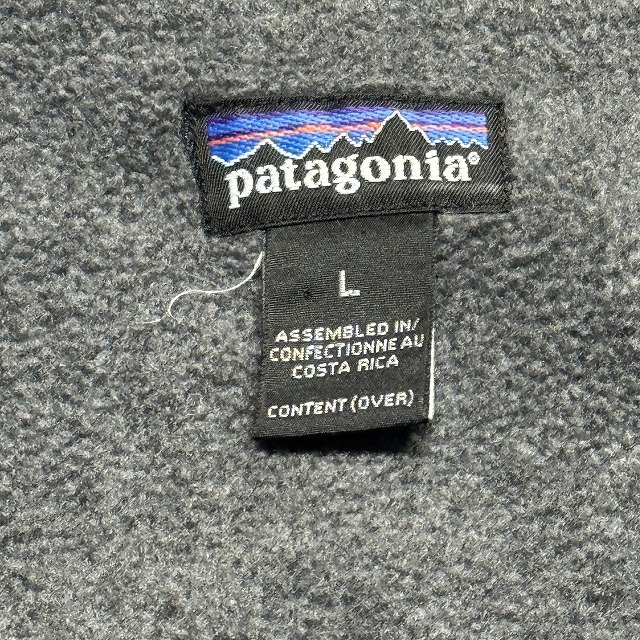 patagonia®
L
ASSEMBLED IN/
CONFECTIONNE AU
COSTA RICA
CONTENT (OVER)